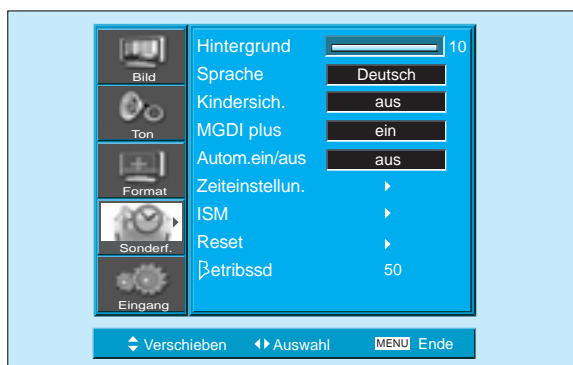 Bild
Ton
Format
Sonderf.
Eingang
Hintergrund 10
Sprache Deutsch
Kindersich. aus
MGDI plus ein
Autom.ein/aus aus
Zeiteinstellun.
ISM
Reset
βetribssd 50
Verschieben Auswahl MENU Ende